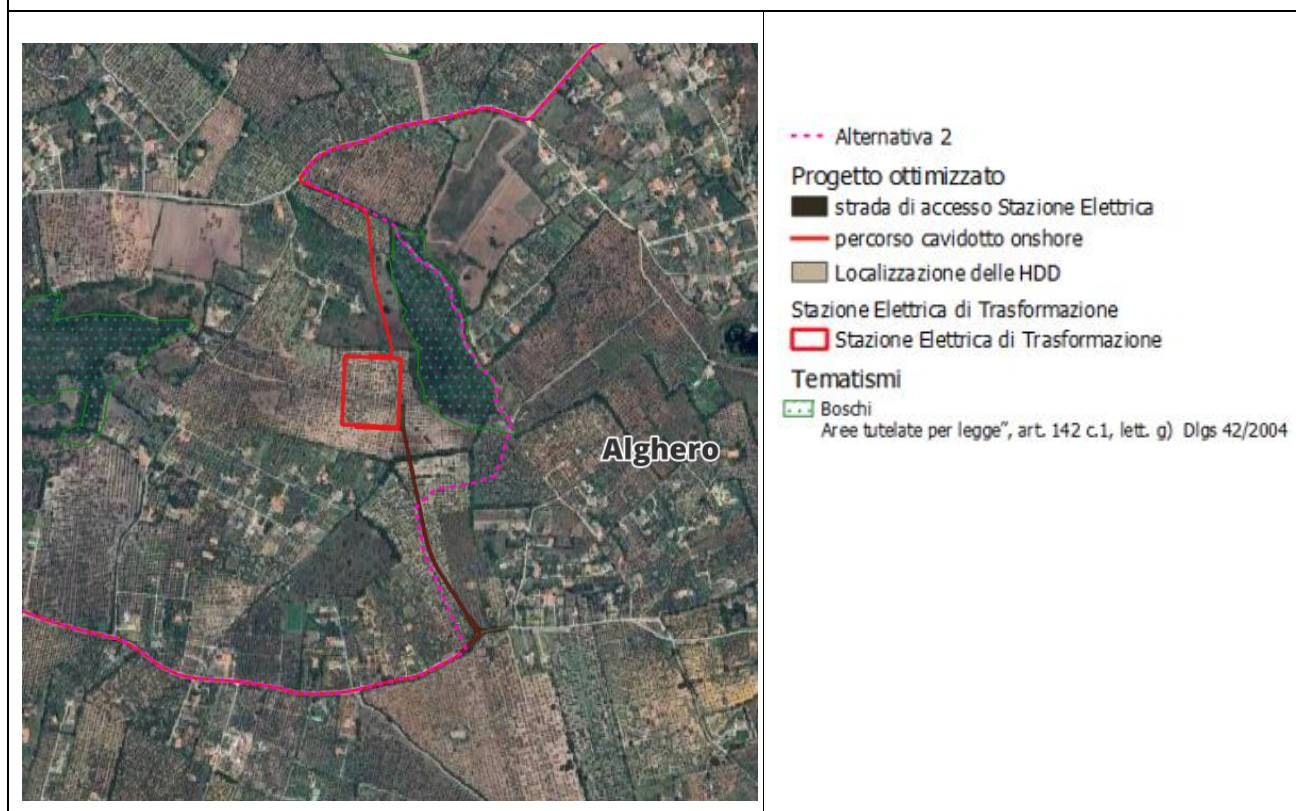 Alghero
Alternativa 2
Progetto ottimizzato
strada di accesso Stazione Elettrica
percorso cavidotto onshore
Localizzazione delle HDD
Stazione Elettrica di Trasformazione
Stazione Elettrica di Trasformazione
Tematismi
Boschi
Aree tutelate per legge", art. 142 c.1, lett. g) Dlgs 42/2004